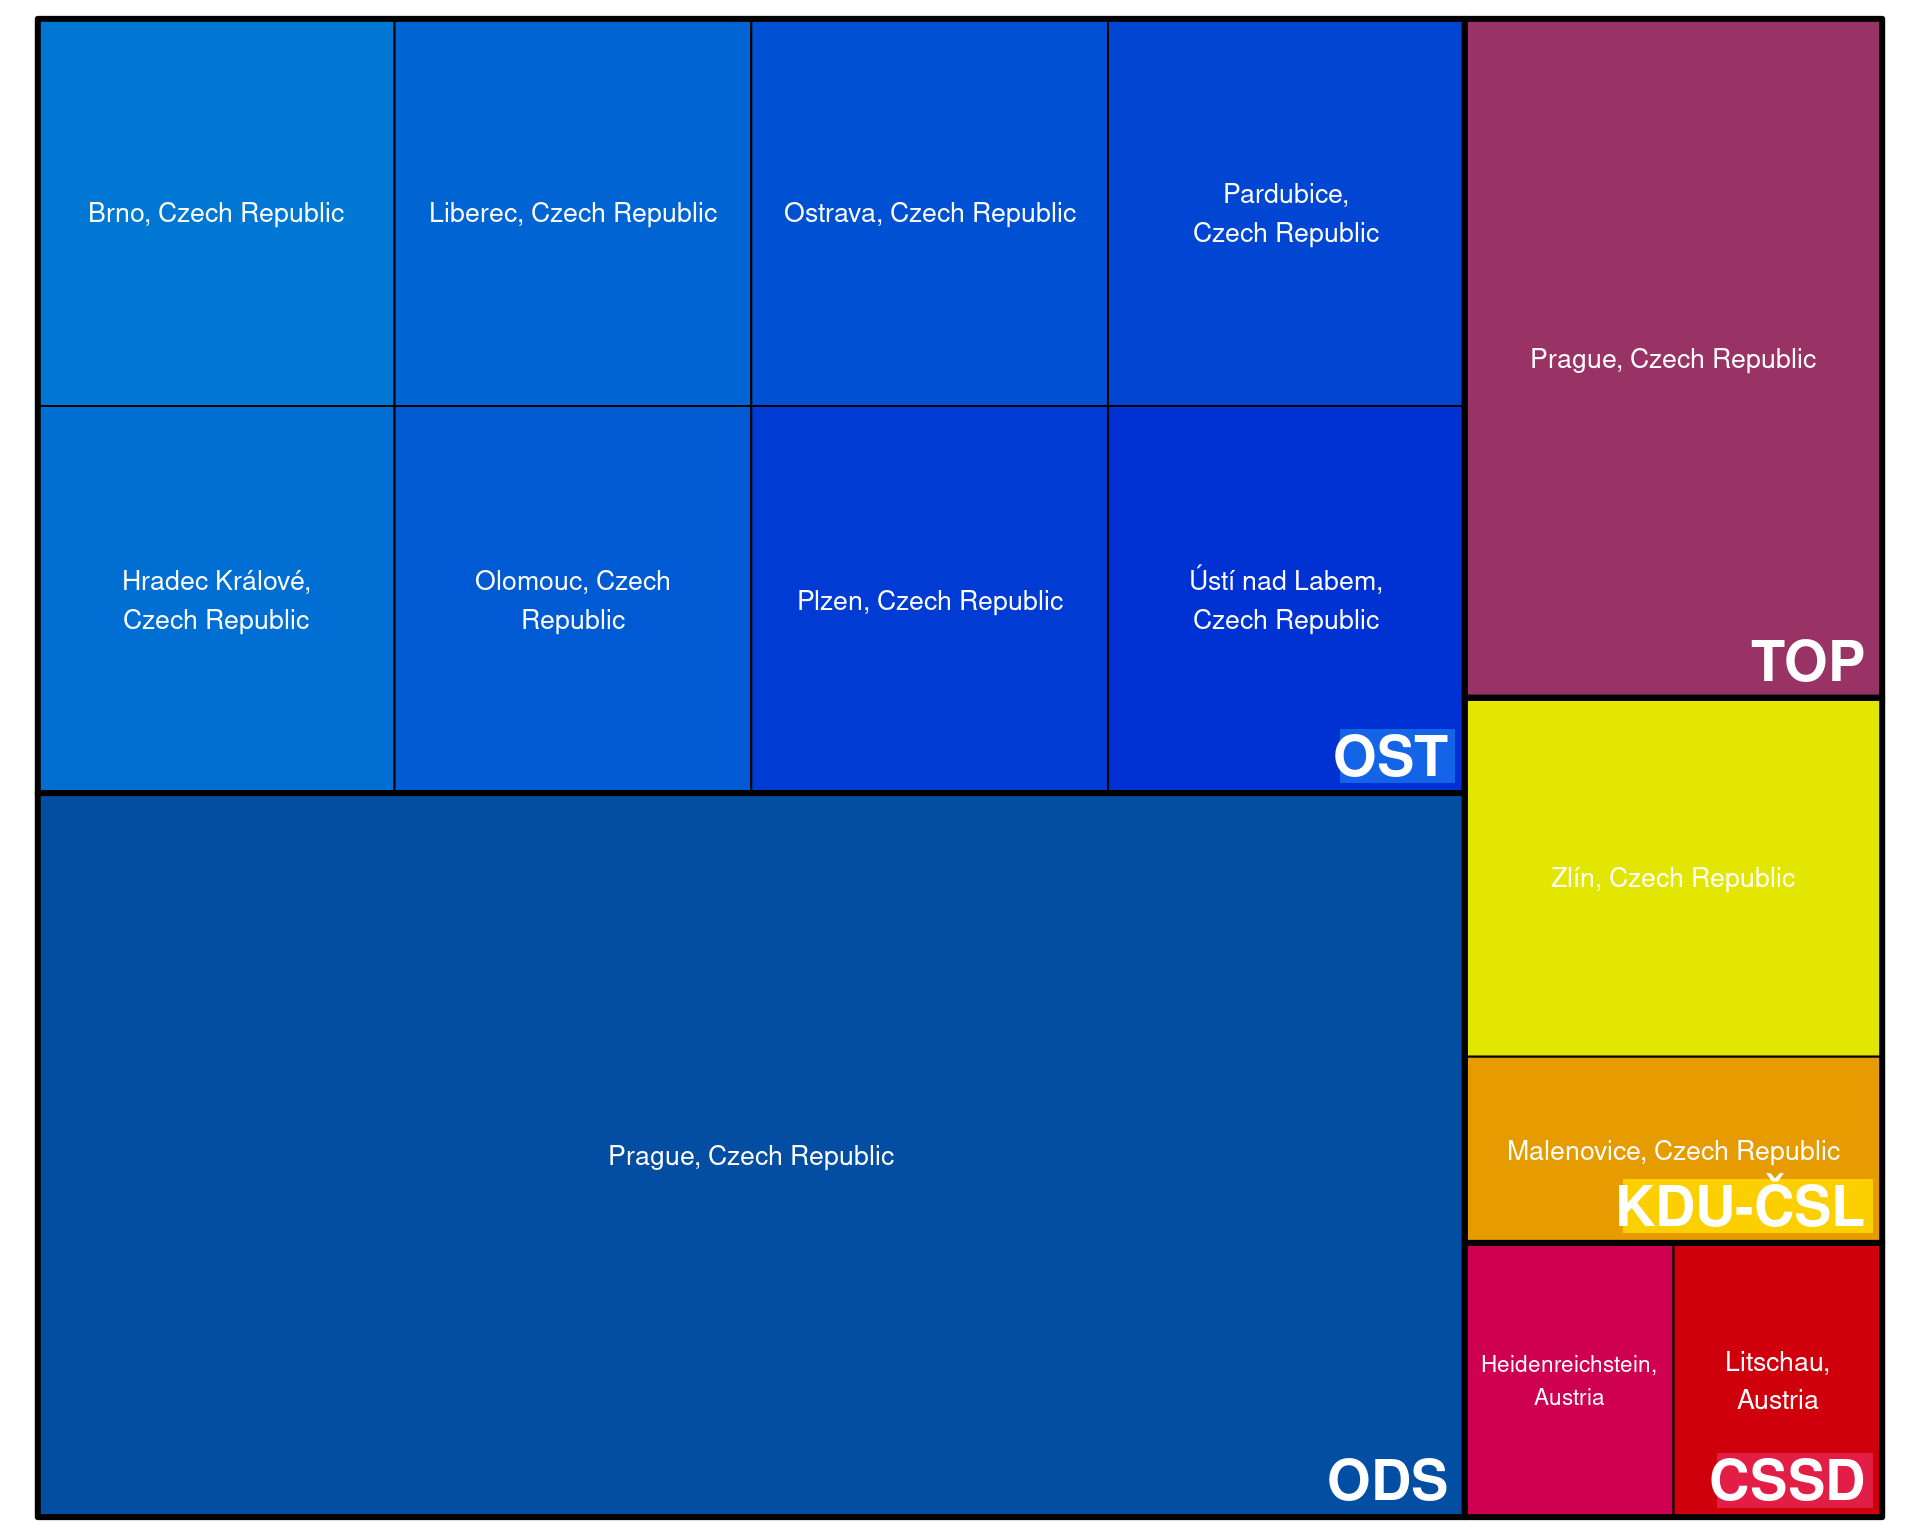 Brno, Czech Republic
Liberec, Czech Republic
Ostrava, Czech Republic
Pardubice,
Czech Republic
Hradec Králové,
Czech Republic
Olomouc, Czech
Republic
Plzen, Czech Republic
Ústí nad Labem,
Czech Republic
OST
Prague, Czech Republic
ODS
Prague, Czech Republic
TOP
Zlín, Czech Republic
Malenovice, Czech Republic
KDU-ČSL
Heidenreichstein,
Austria
Litschau,
Austria
CSSD